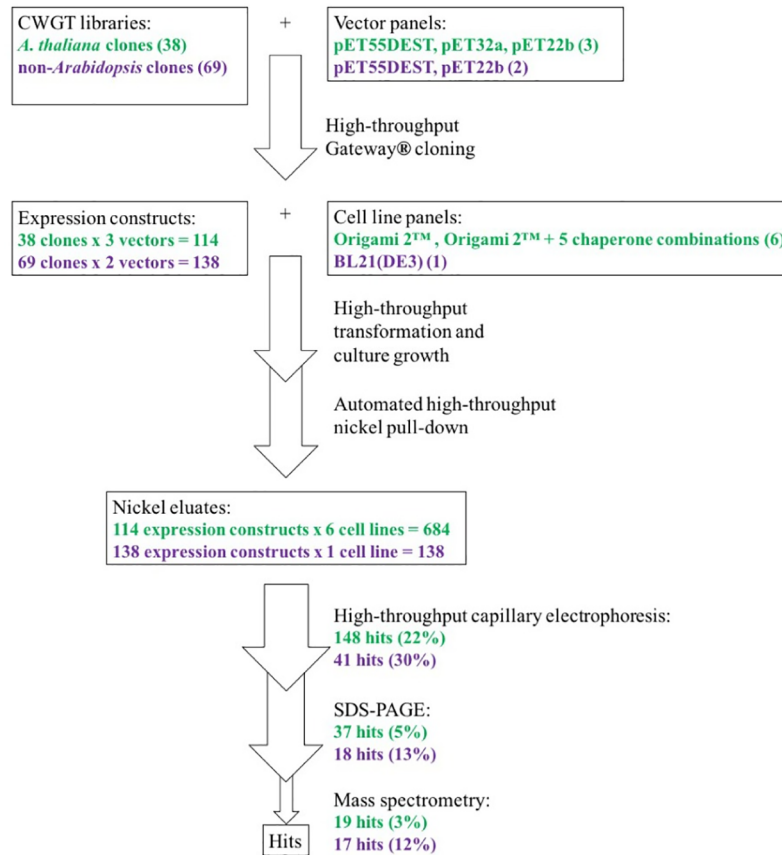 CWGT libraries:
A. thaliana clones (38)
non-Arabidopsis clones (69)
+
Vector panels:
pET55DEST, pET32a, pET22b (3)
pET55DEST, pET22b (2)
High-throughput
Gateway® cloning
Expression constructs:
38 clones x 3 vectors = 114
69 clones x 2 vectors = 138
+
Cell line panels:
Origami 2™ , Origami 2™ + 5 chaperone combinations (6)
BL21(DE3) (1)
High-throughput
transformation and
culture growth
Automated high-throughput
nickel pull-down
Nickel eluates:
114 expression constructs x 6 cell lines = 684
138 expression constructs x 1 cell line = 138
High-throughput capillary electrophoresis:
148 hits (22%)
41 hits (30%)
SDS-PAGE:
37 hits (5%)
18 hits (13%)
Mass spectrometry:
19 hits (3%)
17 hits (12%)
Hits